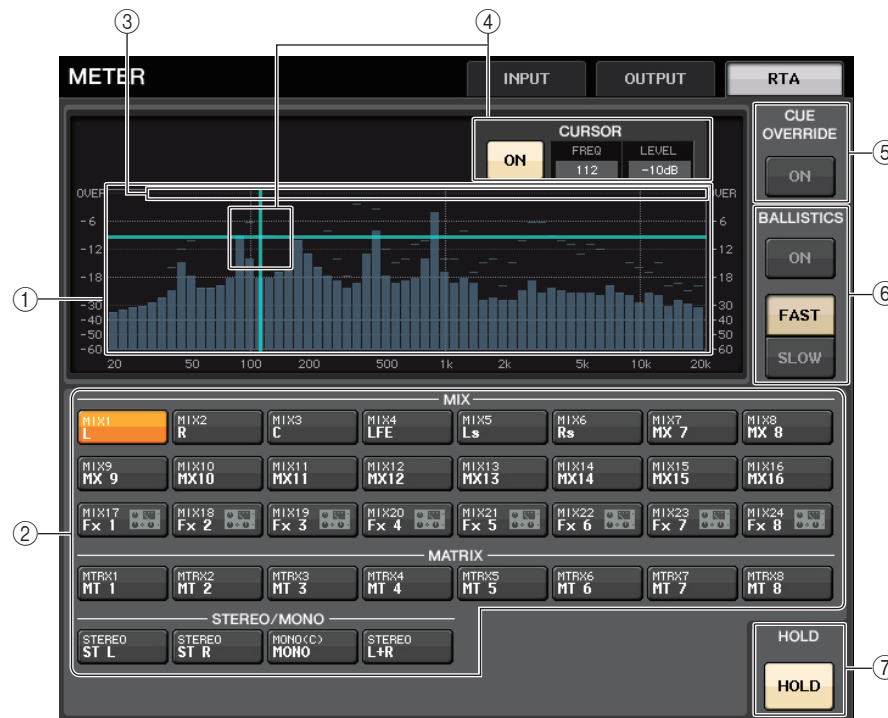 ③ ④
METER INPUT OUTPUT RTA
CURSOR
ON FREQ LEVEL
112 -10dB
CUE
OVERRIDE
ON
⑤
BALLISTICS
ON
FAST
SLOW
⑥
①
OVER VER
-6 -6
-12 -12
-18 -18
-30 -30
-40 -40
-50 -50
-60 -60
20 50 100 200 500 1k 2k 5k 10k 20k
②
MIX
MIX1 MIX2 MIX3 MIX4 MIX5 MIX6 MIX7 MIX8
L R C LFE Ls Rs MX 7 MX 8
MIX9 MIX10 MIX11 MIX12 MIX13 MIX14 MIX15 MIX16
MX 9 MX10 MX11 MX12 MX13 MX14 MX15 MX16
MIX17 MIX18 MIX19 MIX20 MIX21 MIX22 MIX23 MIX24
Fx 1 Fx 2 Fx 3 Fx 4 Fx 5 Fx 6 Fx 7 Fx 8
MATRIX
MTRX1 MTRX2 MTRX3 MTRX4 MTRX5 MTRX6 MTRX7 MTRX8
MT 1 MT 2 MT 3 MT 4 MT 5 MT 6 MT 7 MT 8
STEREO/MONO
STEREO STEREO MONO(C) STEREO
ST L ST R MONO L+R
HOLD
HOLD
⑦